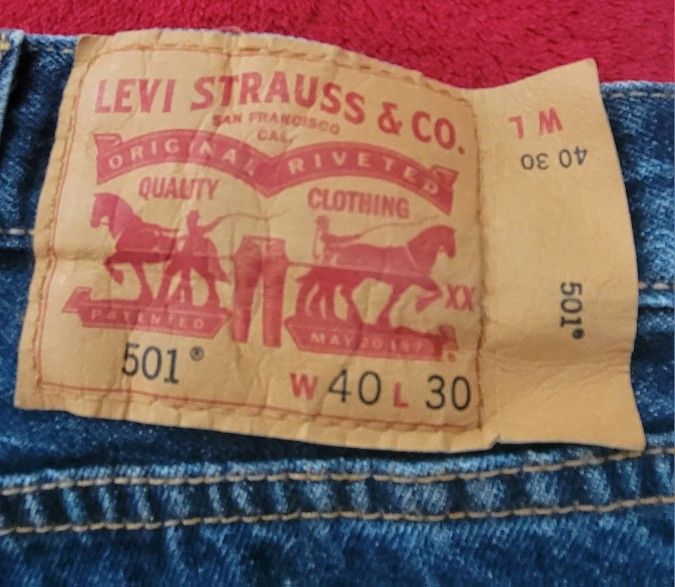 LEVI STRAUSS & CO.
SAN FRANCISCO
CAL.
ORIGINAL RIVETED
QUALITY CLOTHING
XX
PATENTED MAY 20 187
501®
W 40 L 30
W L
40 30
501®